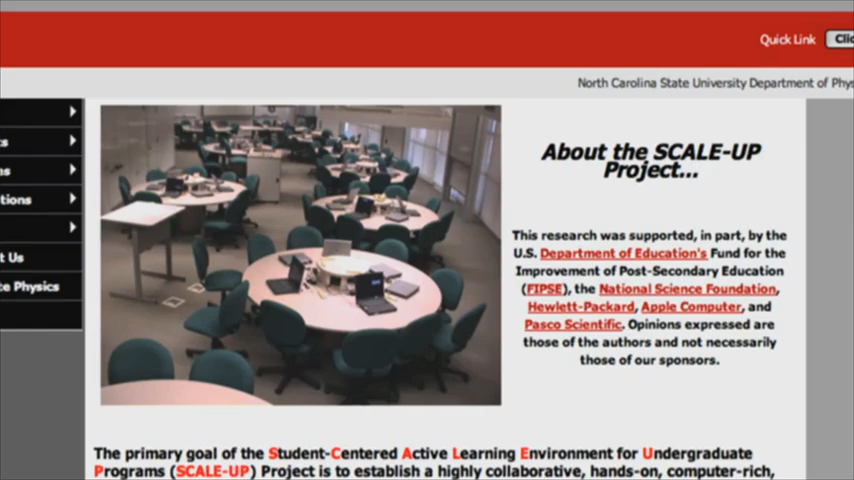 Quick Link
North Carolina State University Department of
About the SCALE-UP
Project...
This research was supported, in part, by the
U.S. Department of Education's Fund for the
Improvement of Post-Secondary Education
(FIPSE), the National Science Foundation,
Hewlett-Packard, Apple Computer, and
Pasco Scientific. Opinions expressed are
those of the authors and not necessarily
those of our sponsors.
t Us
Physics
The primary goal of the Student-Centered Active Learning Environment for Undergraduate
Programs (SCALE-UP) Project is to establish a highly collaborative, hands-on, computer-rich,